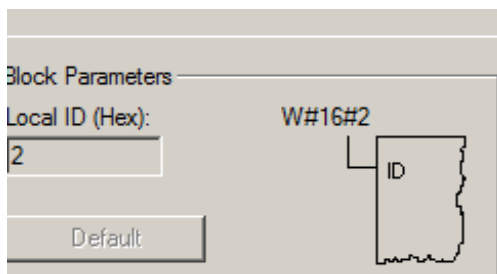 Block Parameters
Local ID (Hex):
W#16#2
2
ID
Default